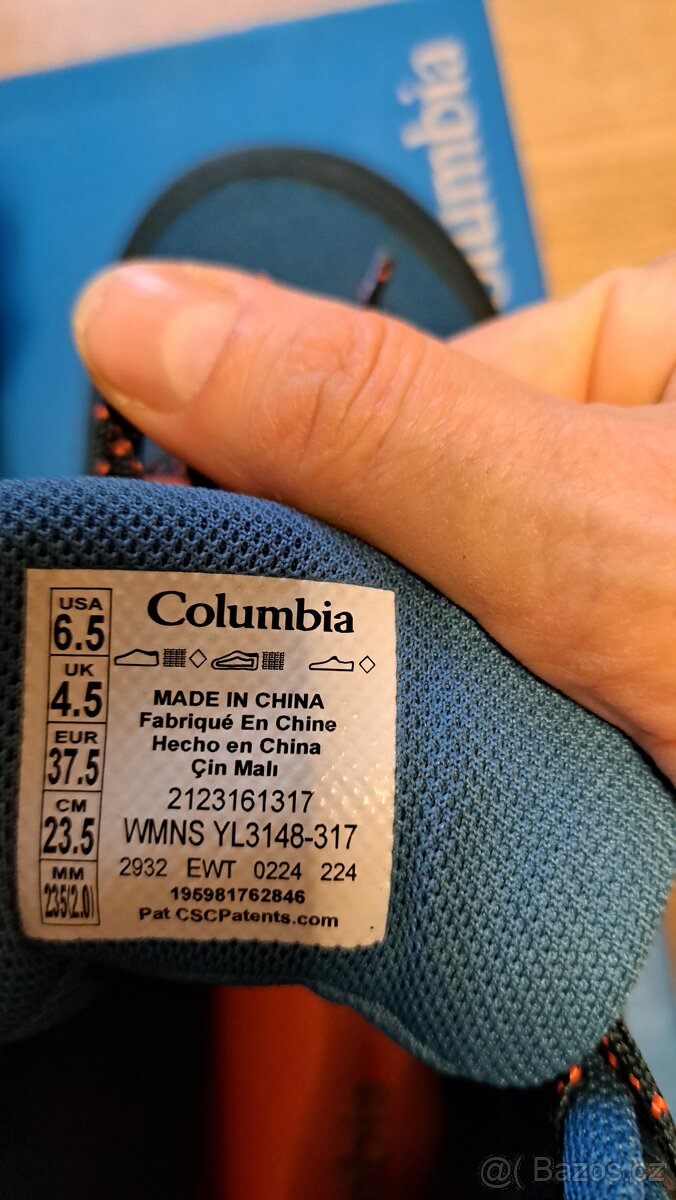 Columbia
USA
6.5
UK
4.5
EUR
37.5
CM
23.5
MM
235(2.0)
Columbia
MADE IN CHINA
Fabriqué En Chine
Hecho en China
Çin Malı
2123161317
WMNS YL3148-317
2932 EWT 0224 224
195981762846
Pat CSCPatents.com
@( Bazoš.cz